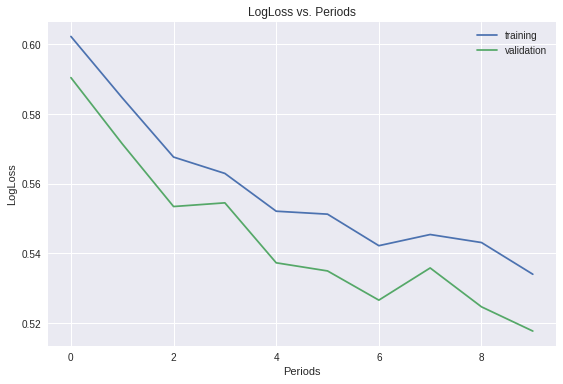 LogLoss vs. Periods
training
validation
LogLoss
0.60
0.58
0.56
0.54
0.52
0 2 4 6 8
Periods